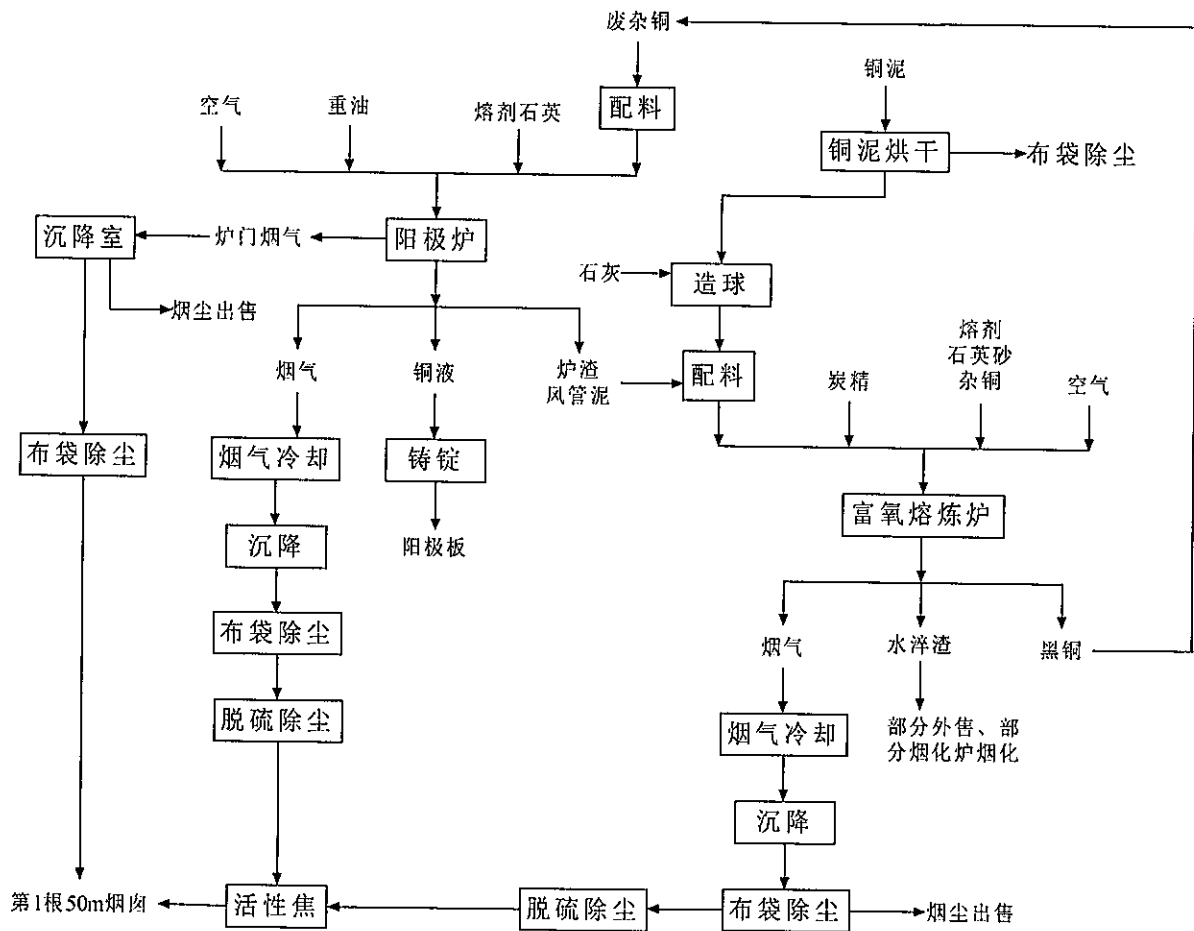 废杂铜
铜泥
空气
重油
熔剂石英
配料
铜泥烘干
布袋除尘
沉降室
炉门烟气
阳极炉
石灰
造球
烟尘出售
烟气
铜液
炉渣
风管泥
配料
炭精
熔剂
石英砂
杂铜
空气
布袋除尘
烟气冷却
铸锭
富氧熔炼炉
沉降
阳极板
布袋除尘
烟气
水淬渣
黑铜
脱硫除尘
烟气冷却
部分外售、部
分烟化炉烟化
沉降
第1根50m烟囱
活性焦
脱硫除尘
布袋除尘
烟尘出售